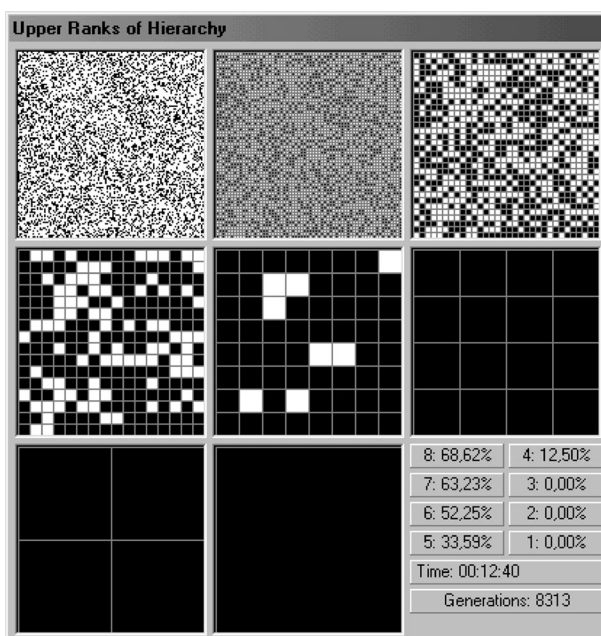 Upper Ranks of Hierarchy
8: 68,62% 4: 12,50%
7: 63,23% 3: 0,00%
6: 52,25% 2: 0,00%
5: 33,59% 1: 0,00%
Time: 00:12:40
Generations: 8313